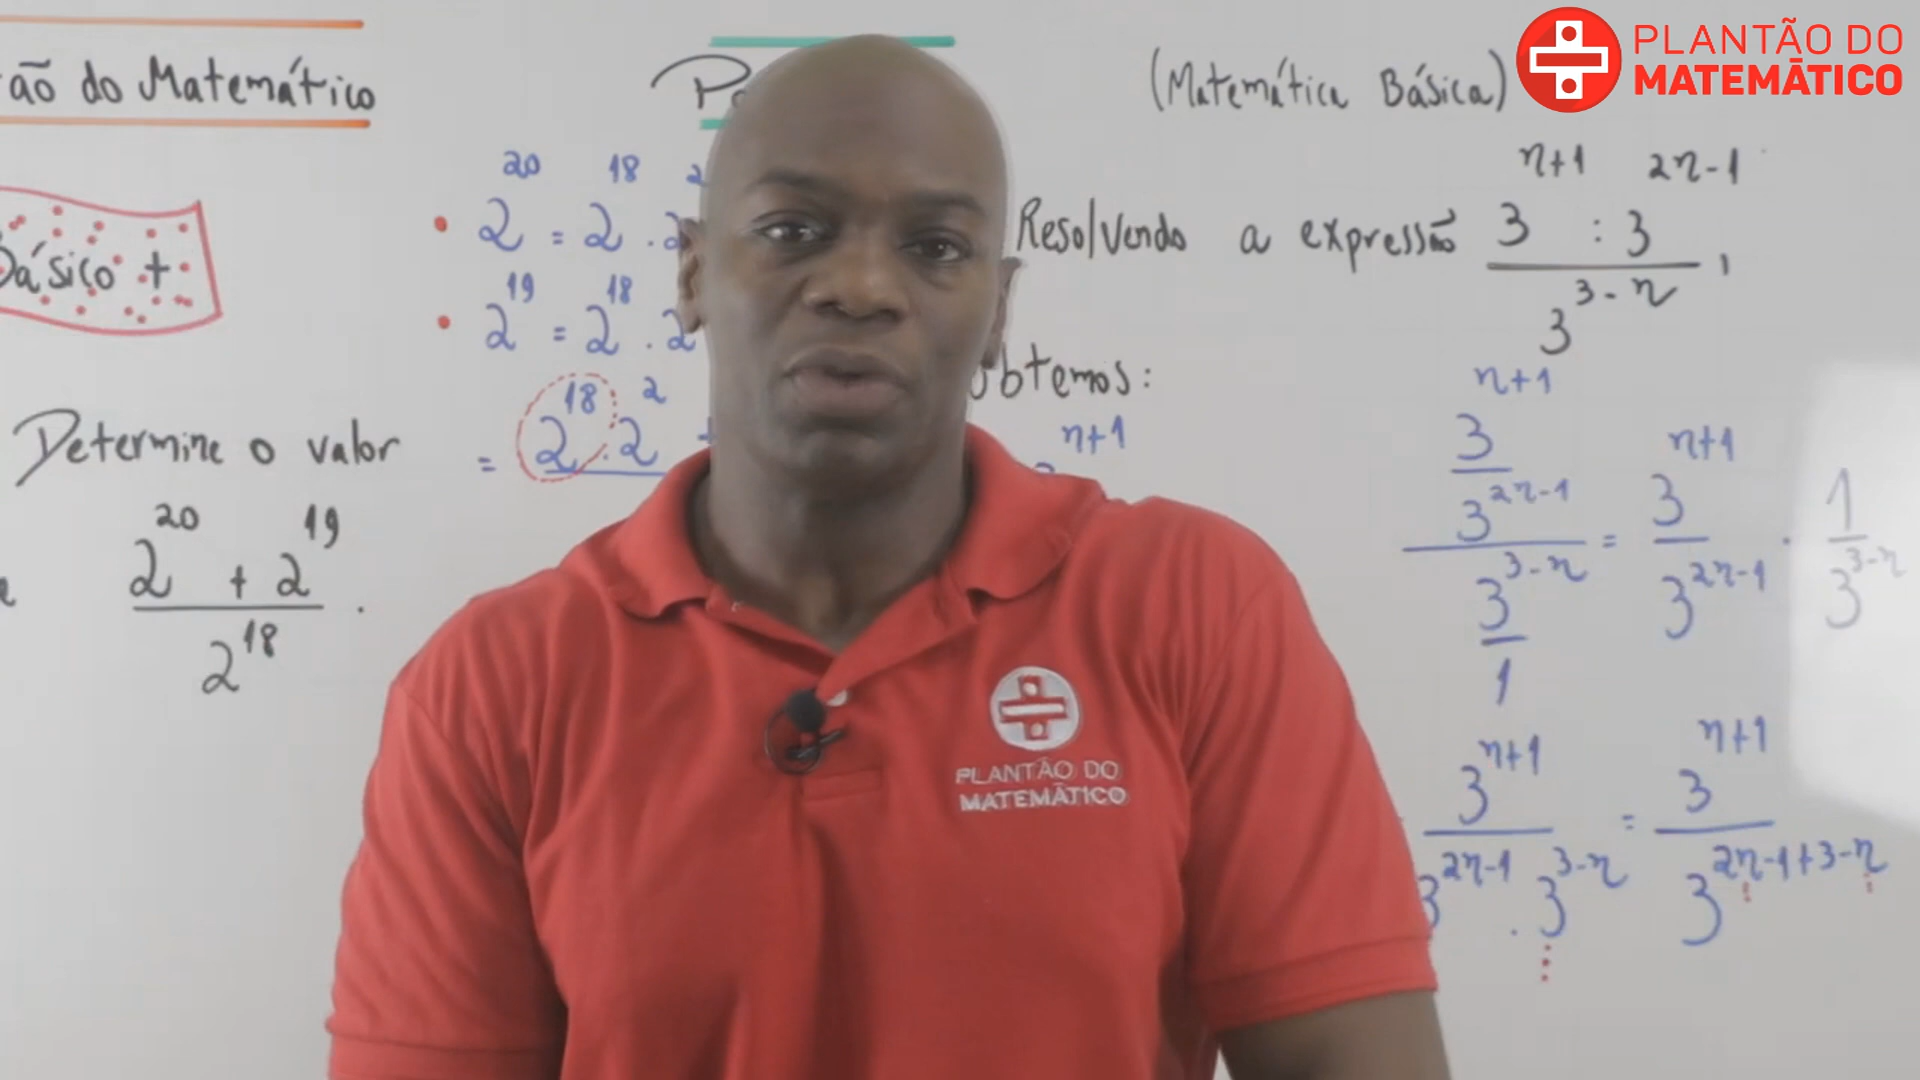 ão do Matemático
(Matemática Básica)
PLANTÃO DO
MATEMÁTICO
Básico +
2^20 = 2^18 . 2
2^19 = 2^18 . 2
= 2^18 . 2^2 +
Determine o valor
2^20 + 2^19
2^18 .
Resolvendo a expressão 3^n+1 : 3^2n-1
3^3-n ,
obtemos:
n+1
3^n+1
3^2n-1
3^3-n
1
= 3^n+1 . 1
3^2n-1 3^3-n
3^n+1 = 3^n+1
3^2n-1 . 3^3-n 3^2n-1+3-n
PLANTÃO DO
MATEMÁTICO